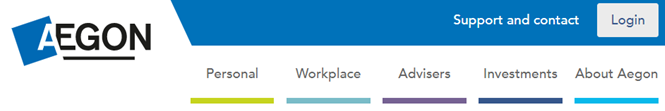 Support and contact Login
AEGON
Personal Workplace Advisers Investments About Aegon